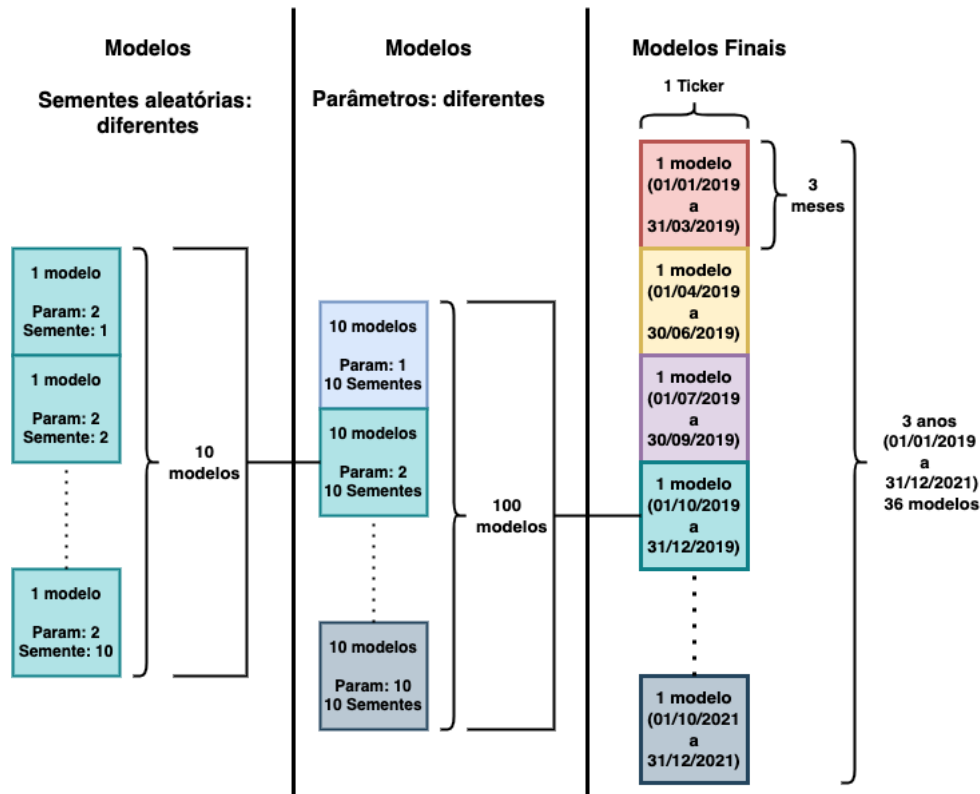 Modelos
Sementes aleatórias:
diferentes
1 modelo
Param: 2
Semente: 1
1 modelo
Param: 2
Semente: 2
1 modelo
Param: 2
Semente: 10
10
modelos
Modelos
Parâmetros: diferentes
10 modelos
Param: 1
10 Sementes
10 modelos
Param: 2
10 Sementes
10 modelos
Param: 10
10 Sementes
100
modelos
Modelos Finais
1 Ticker
1 modelo
(01/01/2019
a
31/03/2019)
3
meses
1 modelo
(01/04/2019
a
30/06/2019)
1 modelo
(01/07/2019
a
30/09/2019)
1 modelo
(01/10/2019
a
31/12/2019)
1 modelo
(01/10/2021
a
31/12/2021)
3 anos
(01/01/2019
a
31/12/2021)
36 modelos